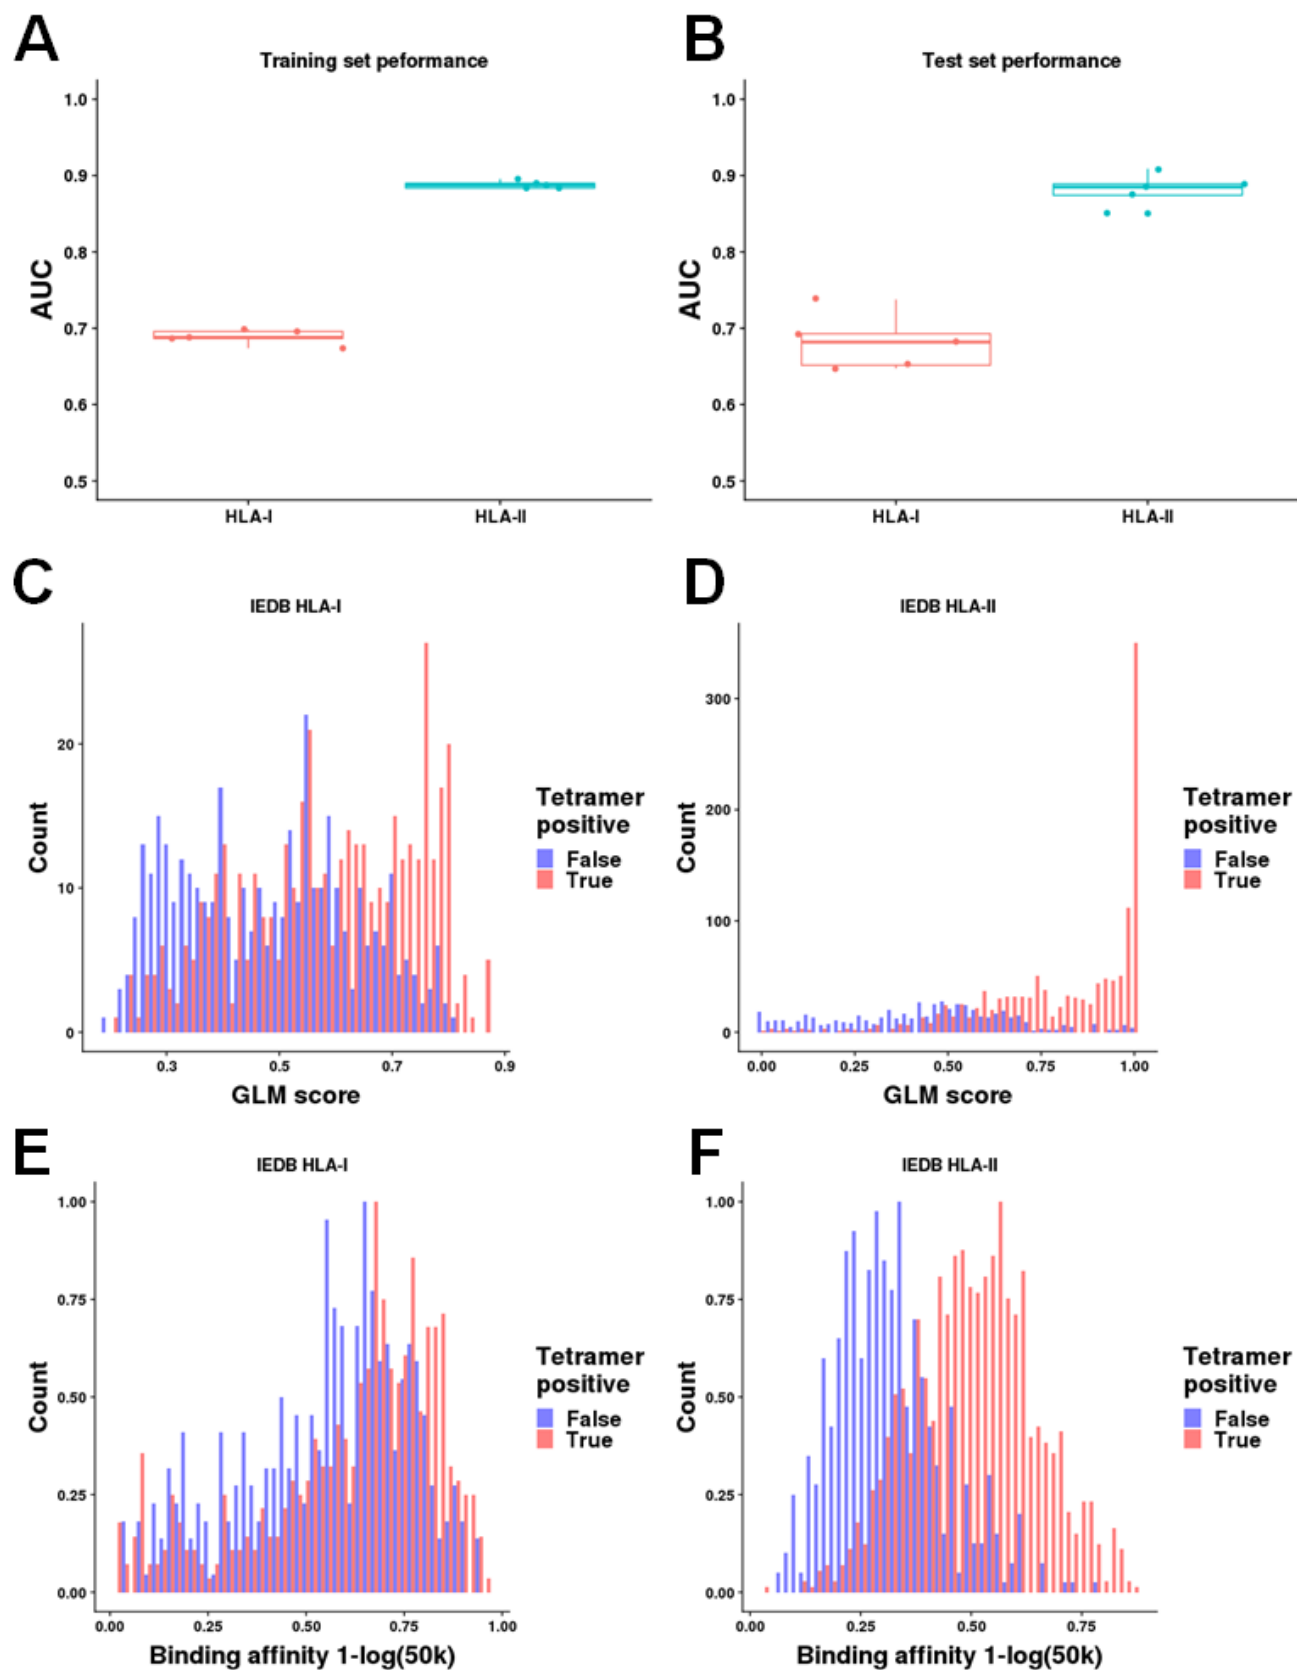 A
Training set peformance
AUC
1.0
0.9
0.8
0.7
0.6
0.5
HLA-I
HLA-II
B
Test set performance
AUC
1.0
0.9
0.8
0.7
0.6
0.5
HLA-I
HLA-II
C
IEDB HLA-I
Count
20
10
0
0.3
0.5
0.7
0.9
GLM score
Tetramer
positive
False
True
D
IEDB HLA-II
Count
300
200
100
0
0.00
0.25
0.50
0.75
1.00
GLM score
Tetramer
positive
False
True
E
IEDB HLA-I
Count
1.00
0.75
0.50
0.25
0.00
0.00
0.25
0.50
0.75
1.00
Binding affinity 1-log(50k)
Tetramer
positive
False
True
F
IEDB HLA-II
Count
1.00
0.75
0.50
0.25
0.00
0.00
0.25
0.50
0.75
Binding affinity 1-log(50k)
Tetramer
positive
False
True